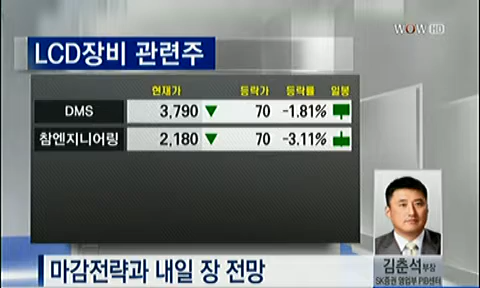 WOW HD
LCD장비 관련주
현재가 등락가 등락률 일봉
DMS 3,790 ▼ 70 -1.81%
참엔지니어링 2,180 ▼ 70 -3.11%
김춘석 부장
SK증권 영업부 PIB센터
마감전략과 내일 장 전망